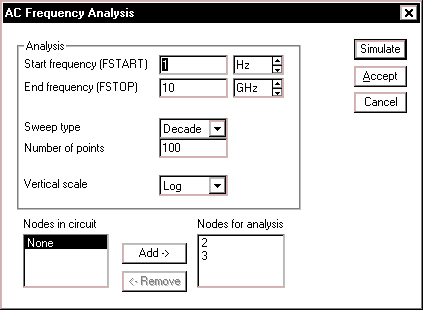 AC Frequency Analysis
Analysis
Start frequency (FSTART) 1 Hz
Simulate
End frequency (FSTOP) 10 GHz
Accept
Cancel
Sweep type Decade
Number of points 100
Vertical scale Log
Nodes in circuit
None
Add ->
<- Remove
Nodes for analysis
2
3